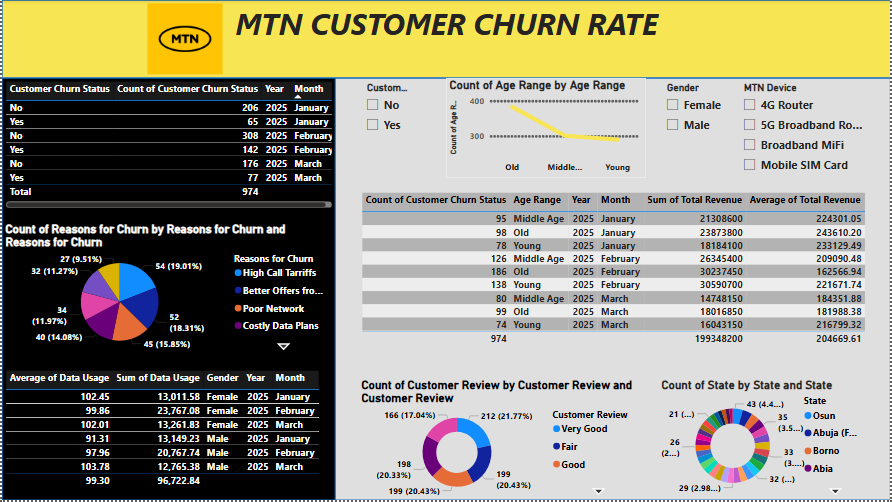 MTN
MTN CUSTOMER CHURN RATE
Customer Churn Status Count of Customer Churn Status Year Month
No 206 2025 January
Yes 65 2025 January
No 308 2025 February
Yes 142 2025 February
No 176 2025 March
Yes 77 2025 March
Total 974
Custom...
No
Yes
Count of Age Range by Age Range
Count of Age R..
400
300
Old Middle... Young
Gender
Female
Male
MTN Device
4G Router
5G Broadband Ro...
Broadband MiFi
Mobile SIM Card
Count of Customer Churn Status Age Range Year Month Sum of Total Revenue Average of Total Revenue
95 Middle Age 2025 January 21308600 224301.05
98 Old 2025 January 23873800 243610.20
78 Young 2025 January 18184100 233129.49
126 Middle Age 2025 February 26345400 209090.48
186 Old 2025 February 30237450 162566.94
138 Young 2025 February 30590700 221671.74
80 Middle Age 2025 March 14748150 184351.88
99 Old 2025 March 18016850 181988.38
74 Young 2025 March 16043150 216799.32
974 199348200 204669.61
Count of Reasons for Churn by Reasons for Churn and
Reasons for Churn
27 (9.51%)
54 (19.01%)
32 (11.27%)
34
(11.97%)
52
(18.31%)
40 (14.08%)
45 (15.85%)
Reasons for Churn
High Call Tarriffs
Better Offers fro...
Poor Network
Costly Data Plans
Average of Data Usage Sum of Data Usage Gender Year Month
102.45 13,011.58 Female 2025 January
99.86 23,767.08 Female 2025 February
102.01 13,261.83 Female 2025 March
91.31 13,149.23 Male 2025 January
97.96 20,767.74 Male 2025 February
103.78 12,765.38 Male 2025 March
99.30 96,722.84
Count of Customer Review by Customer Review and
Customer Review
166 (17.04%)
212 (21.77%)
198
(20.33%)
199
(20.43%)
199 (20.43%)
Customer Review
Very Good
Fair
Good
Count of State by State and State
43 (4.4...)
21 (...)
35
(3.5...)
26
(2...)
33
(3....)
32 (...)
29 (2.98...)
State
Osun
Abuja (F...
Borno
Abia